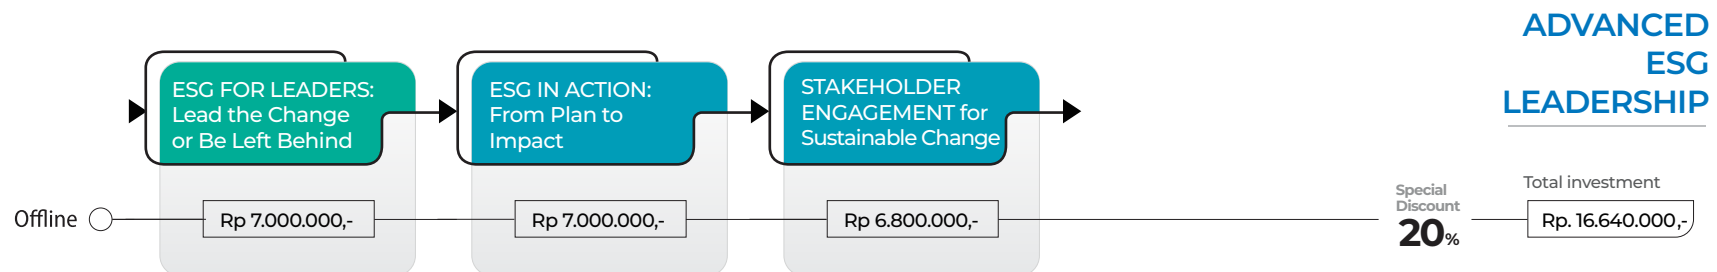 ADVANCED
ESG
LEADERSHIP
ESG FOR LEADERS:
Lead the Change
or Be Left Behind
ESG IN ACTION:
From Plan to
Impact
STAKEHOLDER
ENGAGEMENT for
Sustainable Change
Offline
Rp 7.000.000,-
Rp 7.000.000,-
Rp 6.800.000,-
Special
Discount
20%
Total investment
Rp. 16.640.000,-